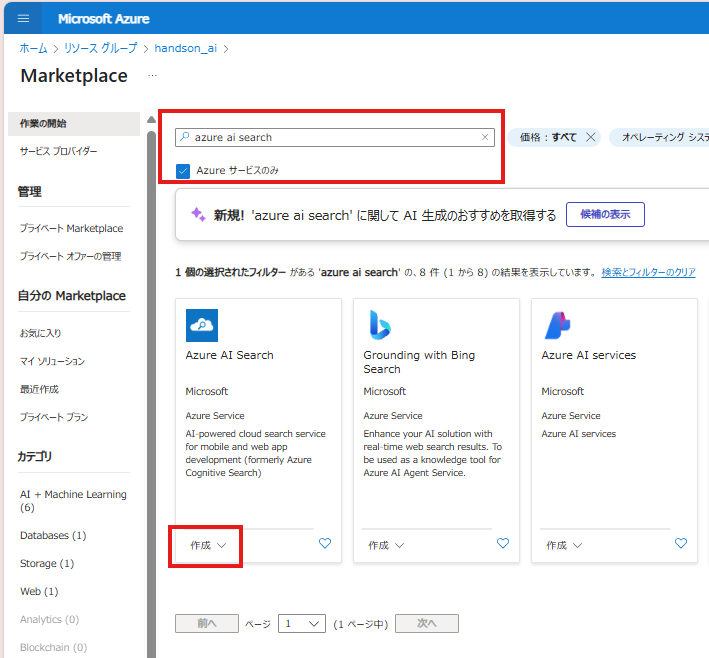 Microsoft Azure
ホーム > リソース グループ > handson_ai >
Marketplace ...
作業の開始
サービス プロバイダー
管理
プライベート Marketplace
プライベート オファーの管理
自分の Marketplace
お気に入り
マイ ソリューション
最近作成
プライベート プラン
カテゴリ
AI + Machine Learning
(6)
Databases (1)
Storage (1)
Web (1)
Analytics (0)
Blockchain (0)
azure ai search
価格 : すべて
オペレーティング システ
Azure サービスのみ
新規! 'azure ai search' に関して AI 生成のおすすめを取得する
候補の表示
1 個の選択されたフィルター がある 'azure ai search' の、8 件 (1 から 8) の結果を表示しています。 検索とフィルターのクリア
Azure AI Search
Microsoft
Azure Service
AI-powered cloud search service
for mobile and web app
development (formerly Azure
Cognitive Search)
作成
Grounding with Bing
Search
Microsoft
Azure Service
Enhance your AI solution with
real-time web search results. To
be used as a knowledge tool for
Azure AI Agent Service.
作成
Azure AI services
Microsoft
Azure Service
Azure AI services
作成
前へ ページ 1 (1 ページ中) 次へ